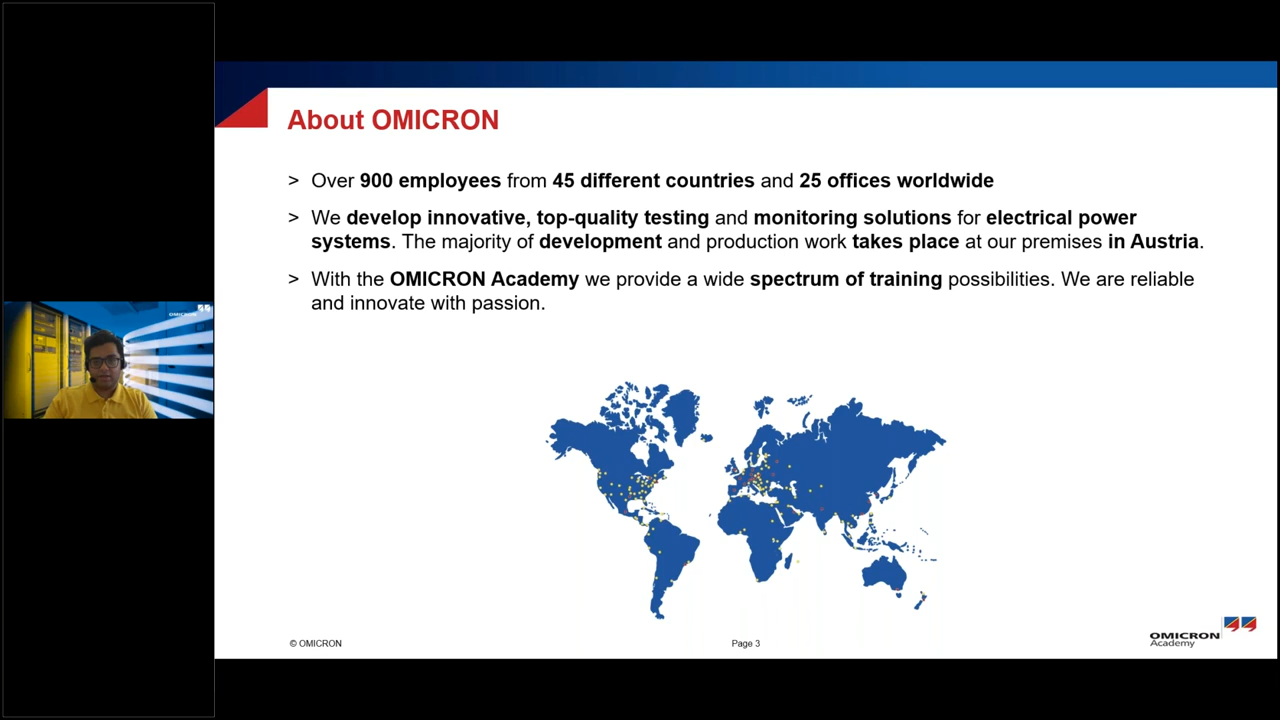 About OMICRON
> Over 900 employees from 45 different countries and 25 offices worldwide
> We develop innovative, top-quality testing and monitoring solutions for electrical power
systems. The majority of development and production work takes place at our premises in Austria.
> With the OMICRON Academy we provide a wide spectrum of training possibilities. We are reliable
and innovate with passion.
OMICRON
© OMICRON
Page 3
OMICRON
Academy